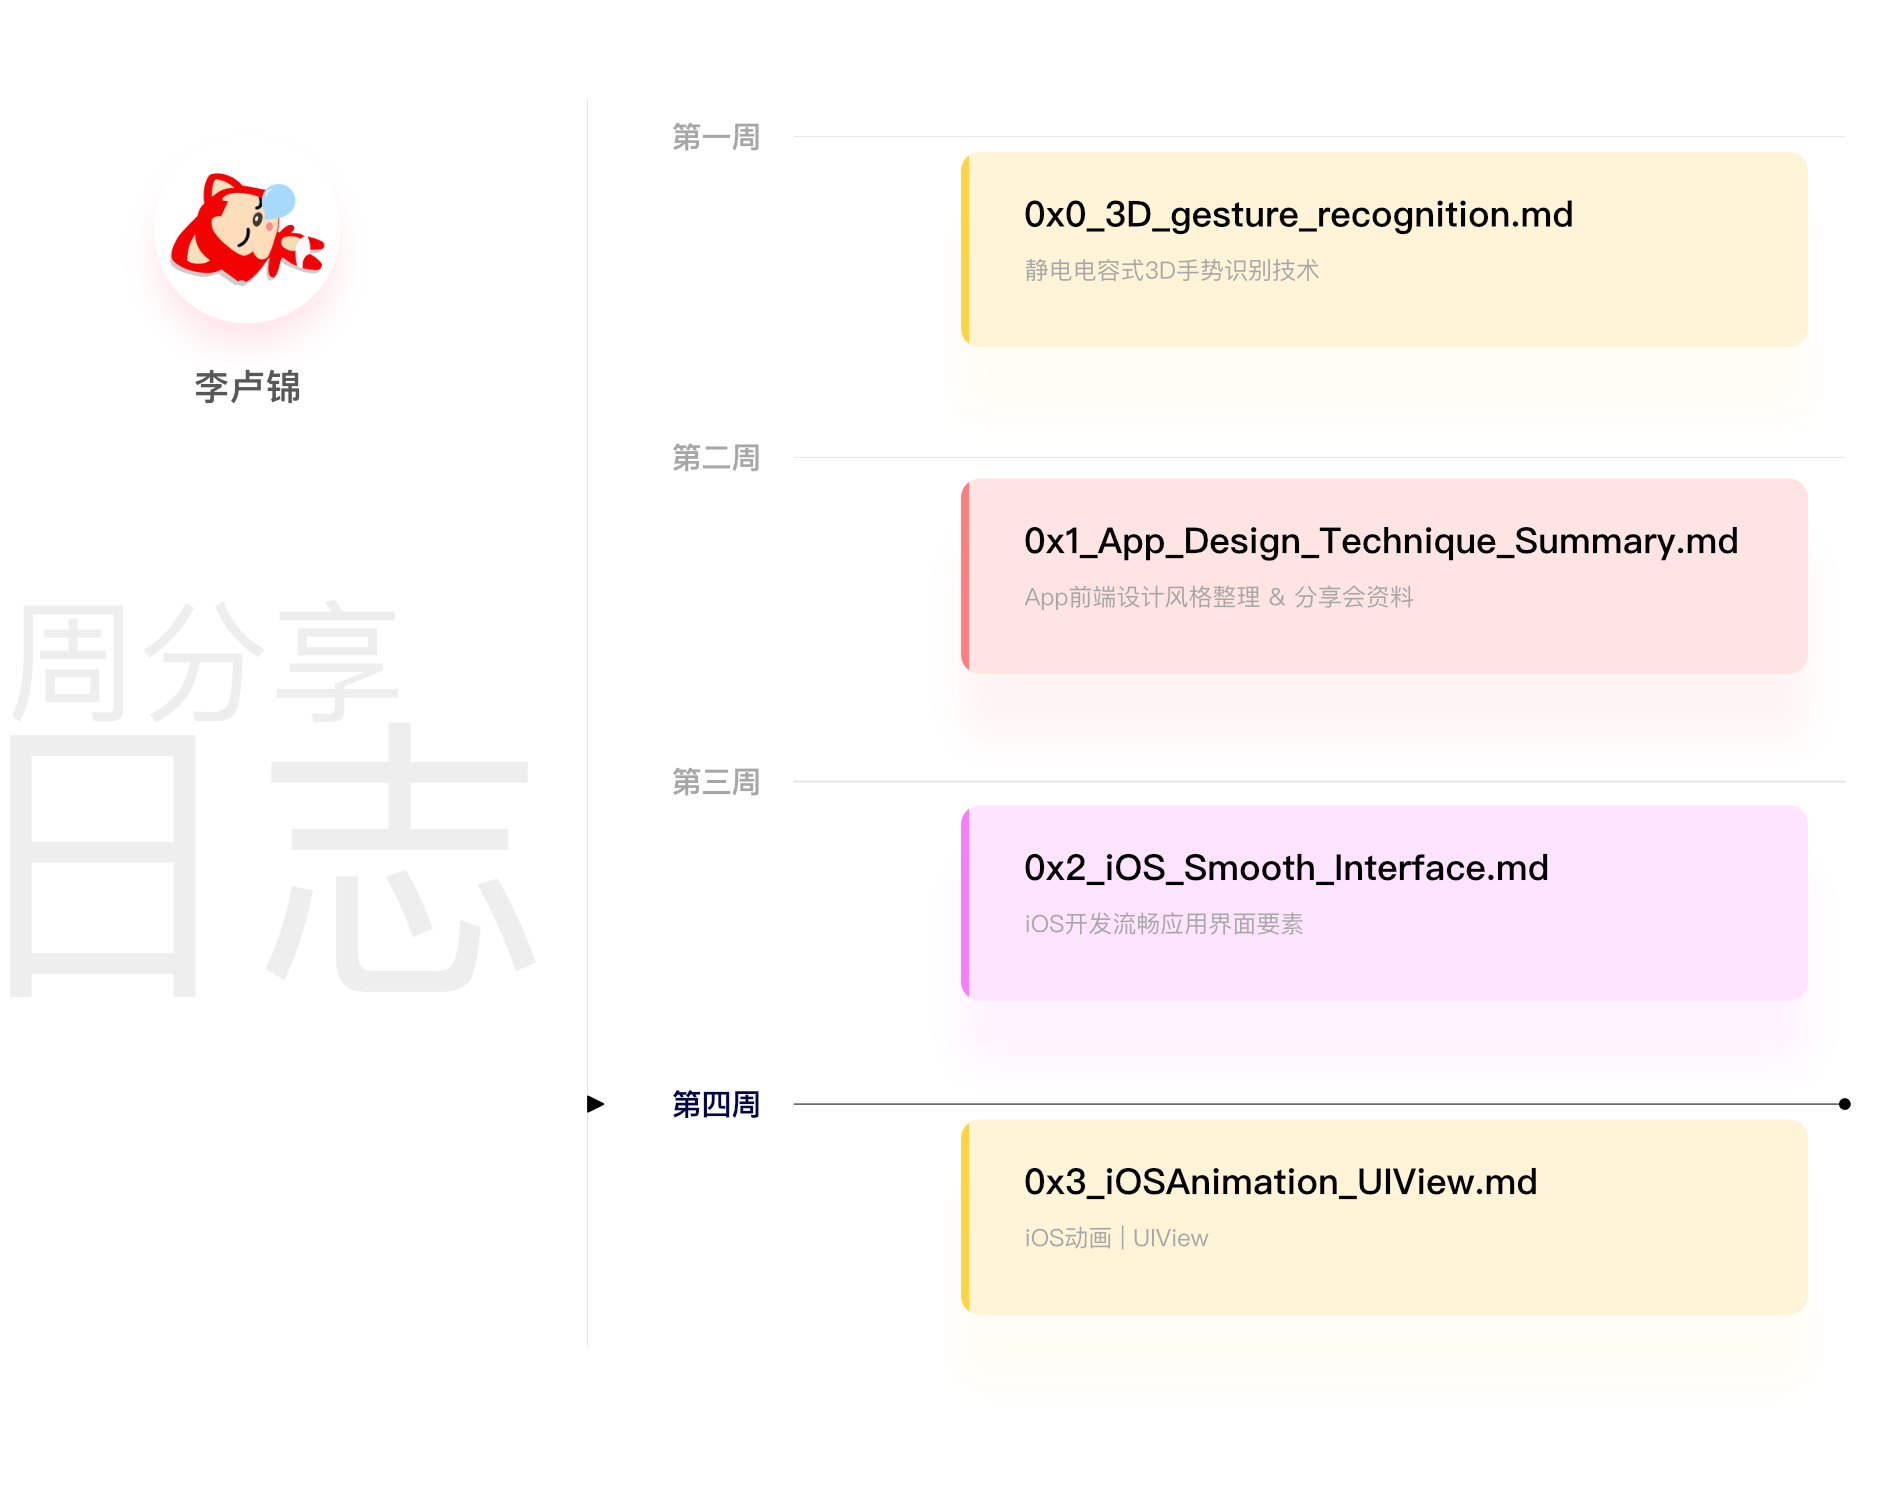 李卢锦
周分享
日志
第一周
0x0_3D_gesture_recognition.md
静电电容式3D手势识别技术
第二周
0x1_App_Design_Technique_Summary.md
App前端设计风格整理 & 分享会资料
第三周
0x2_iOS_Smooth_Interface.md
iOS开发流畅应用界面要素
第四周
0x3_iOSAnimation_UIView.md
iOS动画 | UIView